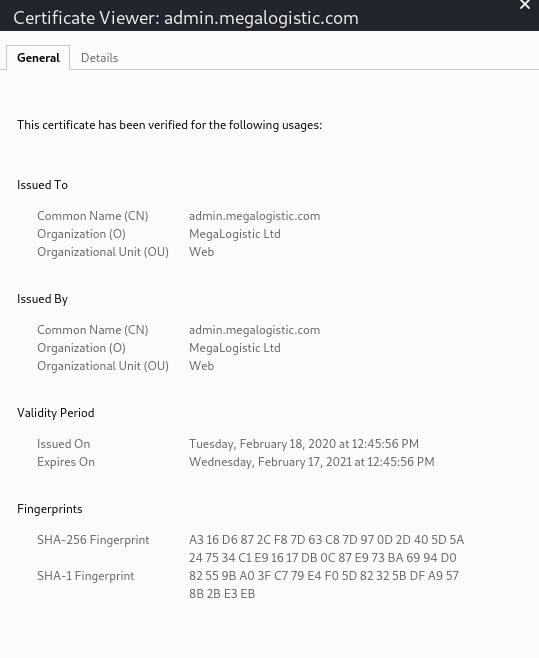 Certificate Viewer: admin.megalogistic.com
General Details
This certificate has been verified for the following usages:
Issued To
Common Name (CN) admin.megalogistic.com
Organization (O) MegaLogistic Ltd
Organizational Unit (OU) Web
Issued By
Common Name (CN) admin.megalogistic.com
Organization (O) MegaLogistic Ltd
Organizational Unit (OU) Web
Validity Period
Issued On Tuesday, February 18, 2020 at 12:45:56 PM
Expires On Wednesday, February 17, 2021 at 12:45:56 PM
Fingerprints
SHA-256 Fingerprint A3 16 D6 87 2C F8 7D 63 C8 7D 97 0D 2D 40 5D 5A
24 75 34 C1 E9 16 17 DB 0C 87 E9 73 BA 69 94 D0
SHA-1 Fingerprint 82 55 9B A0 3F C7 79 E4 F0 5D 82 32 5B DF A9 57
8B 2B E3 EB